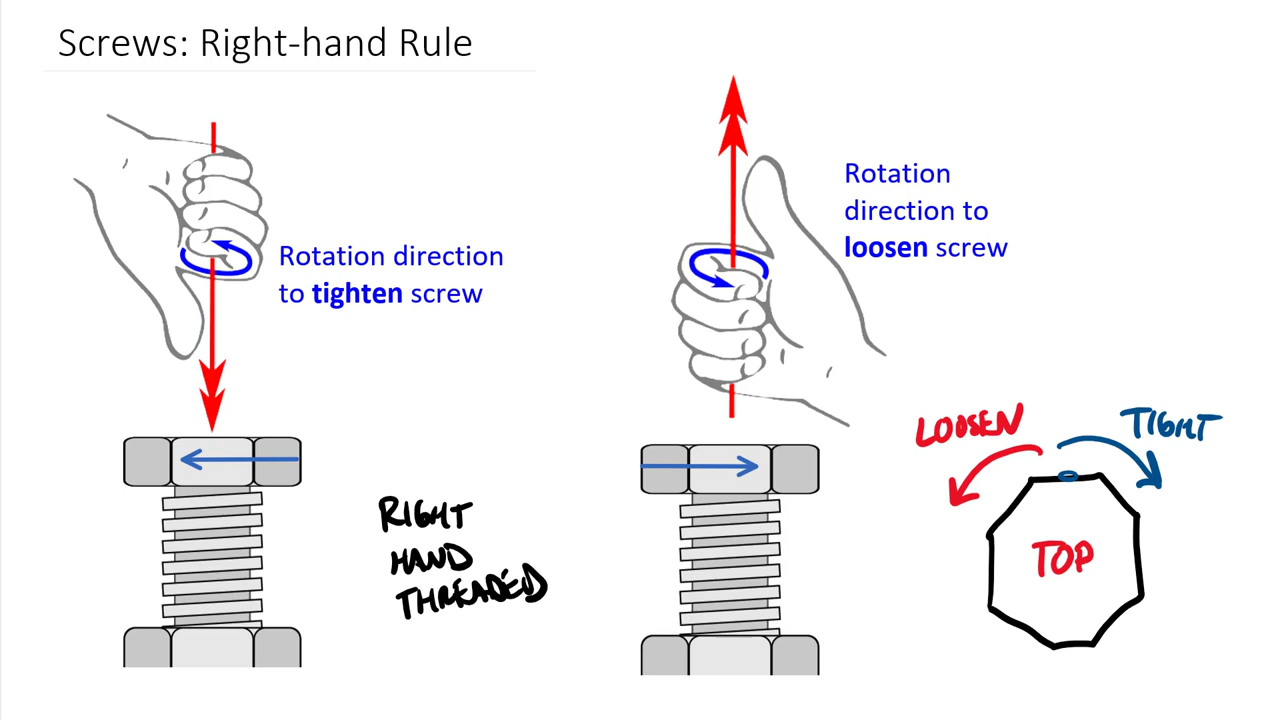 Screws: Right-hand Rule
Rotation direction
to tighten screw
Rotation
direction to
loosen screw
RIGHT
HAND
THREADED
LOOSEN
TIGHT
TOP